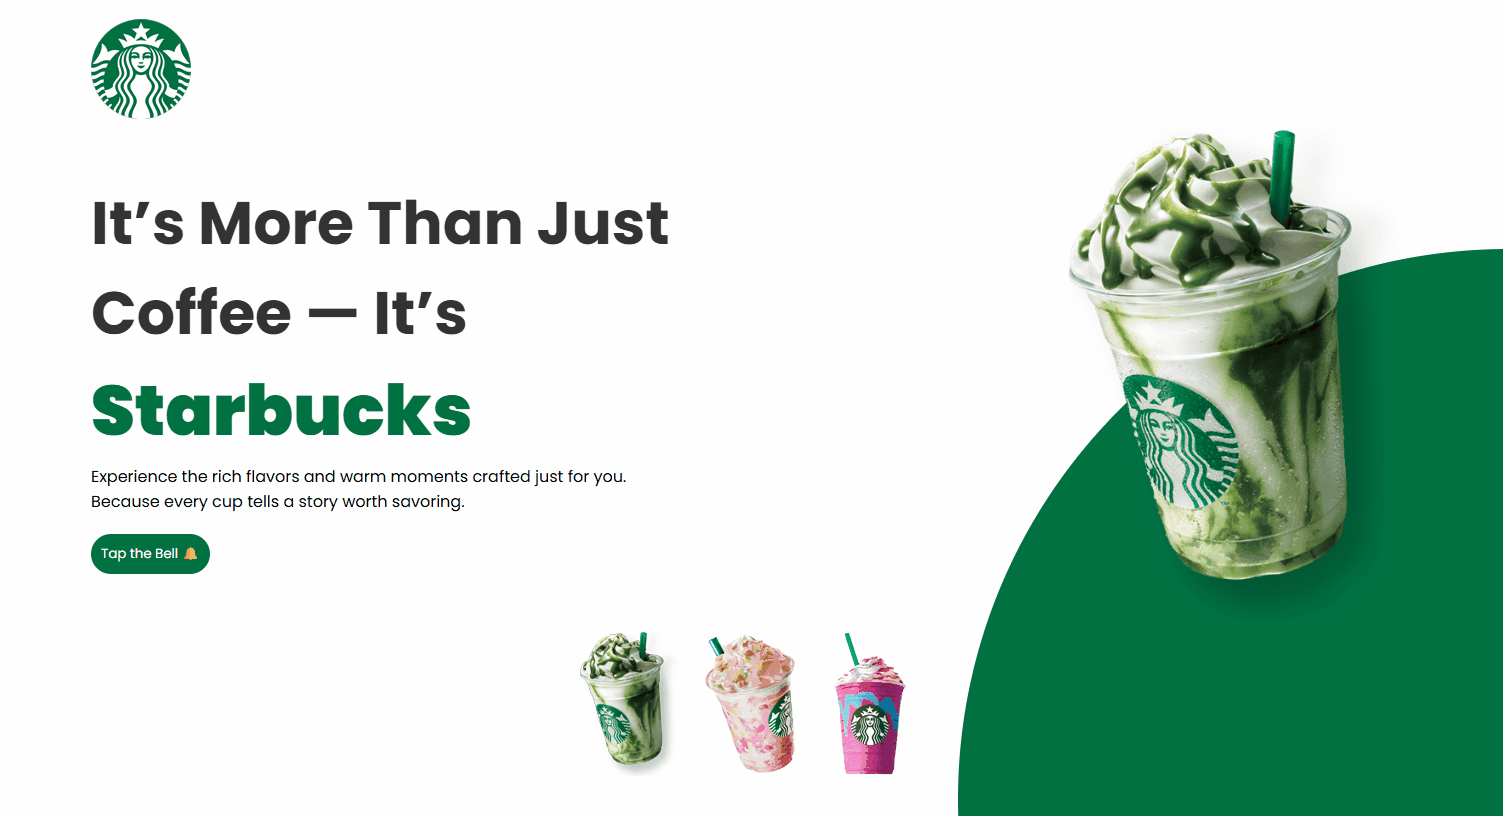 It’s More Than Just
Coffee — It’s
Starbucks
Experience the rich flavors and warm moments crafted just for you.
Because every cup tells a story worth savoring.
Tap the Bell 🔔